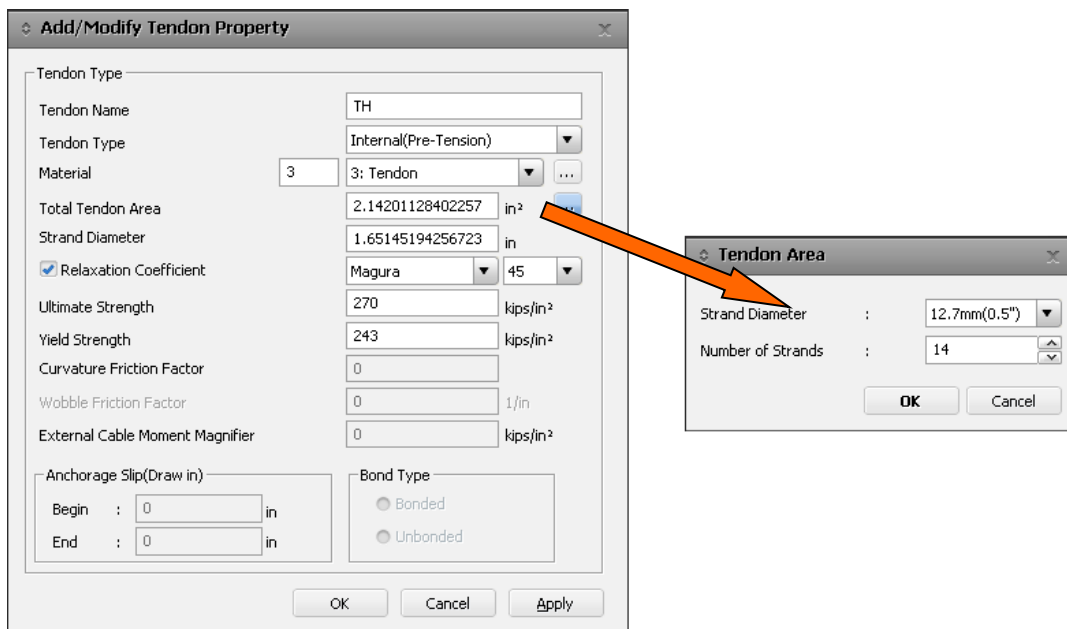 Add/Modify Tendon Property
Tendon Type
Tendon Name TH
Tendon Type Internal(Pre-Tension)
Material 3 3: Tendon ...
Total Tendon Area 2.14201128402257 in²
Strand Diameter 1.65145194256723 in
Relaxation Coefficient Magura 45
Ultimate Strength 270 kips/in²
Yield Strength 243 kips/in²
Curvature Friction Factor 0
Wobble Friction Factor 0 1/in
External Cable Moment Magnifier 0 kips/in²
Anchorage Slip(Draw in)
Begin : 0 in
End : 0 in
Bond Type
Bonded
Unbonded
OK Cancel Apply
Tendon Area
Strand Diameter : 12.7mm(0.5")
Number of Strands : 14
OK Cancel